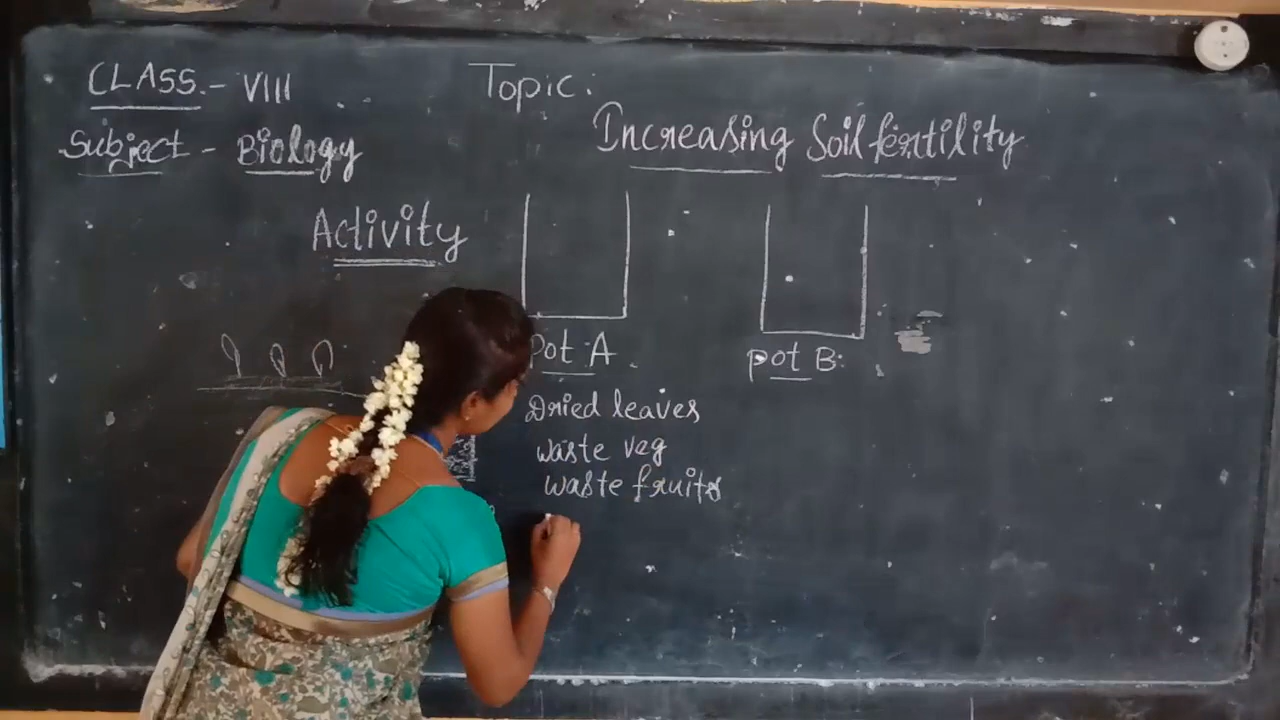 CLASS.- VIII
Topic:
Increasing Soil fertility
Subject - Biology
Activity
Pot A
pot B:
Dried leaves
waste veg
waste fruits